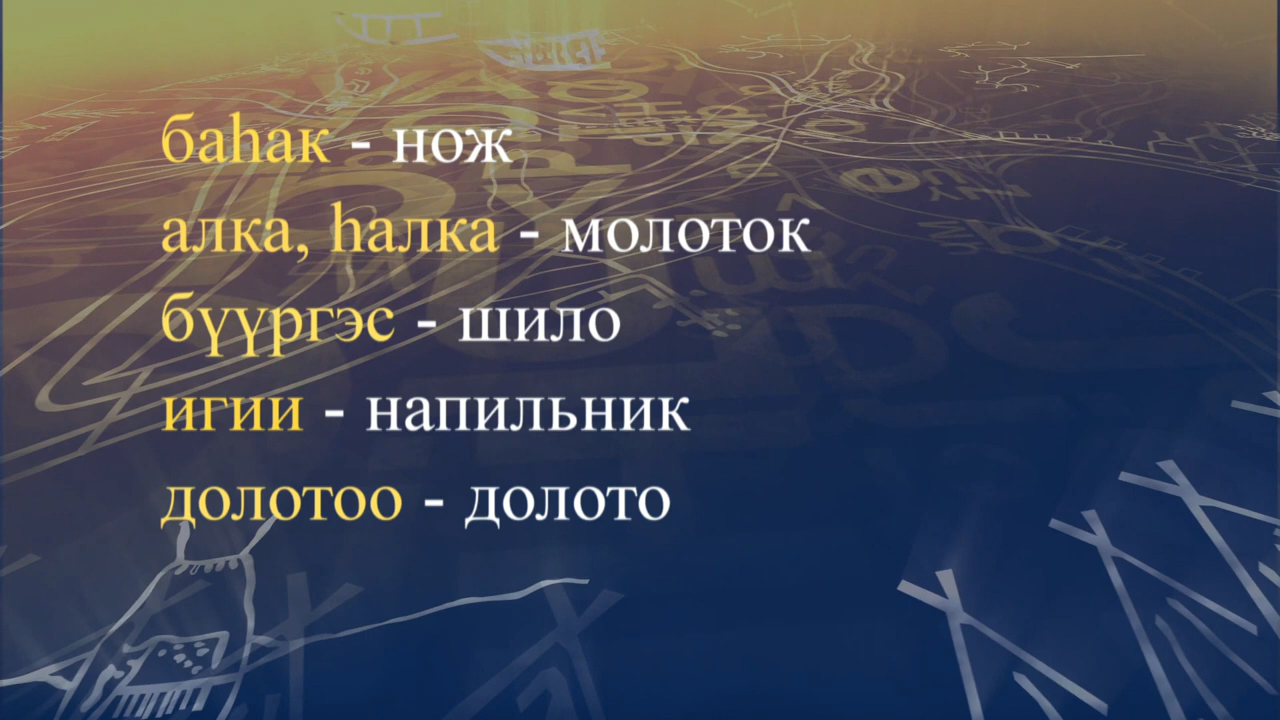 баһак - нож
алка, һалка - молоток
бүүргэс - шило
игии - напильник
долотоо - долото